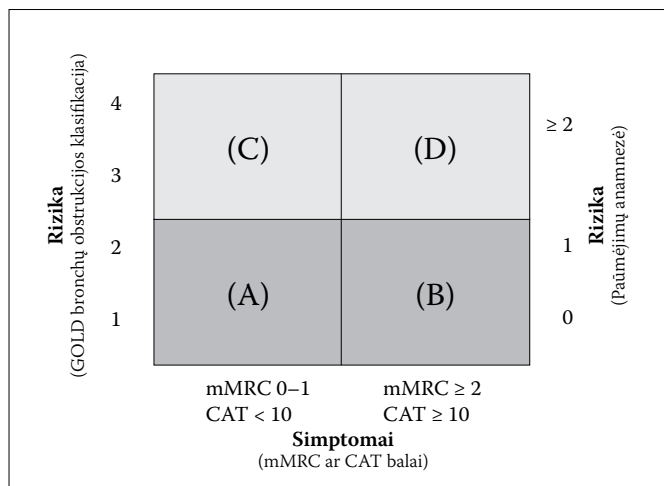 Rizika
(GOLD bronchų obstrukcijos klasifikacija)
4
3
2
1
(C)
(D)
(A)
(B)
≥ 2
1
0
Rizika
(Paūmėjimų anamnezė)
mMRC 0–1
CAT < 10
mMRC ≥ 2
CAT ≥ 10
Simptomai
(mMRC ar CAT balai)